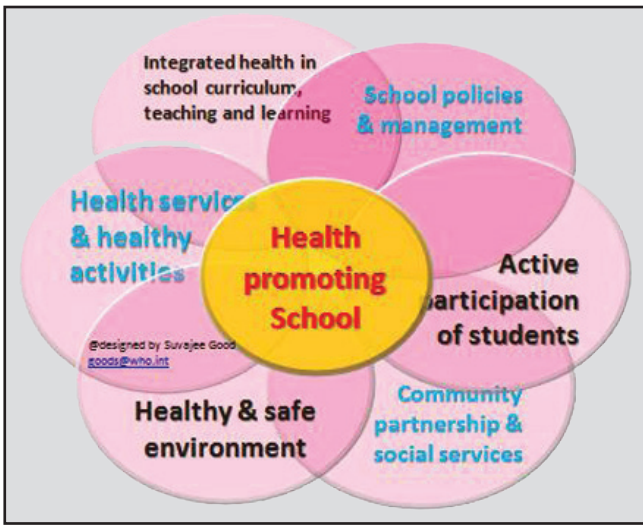 Integrated health in
school curriculum,
teaching and learning
School policies
& management
Health services
& healthy
activities
Health
promoting
School
Active
participation
of students
@designed by Suvajee Good
goods@who.int
Healthy & safe
environment
Community
partnership &
social services